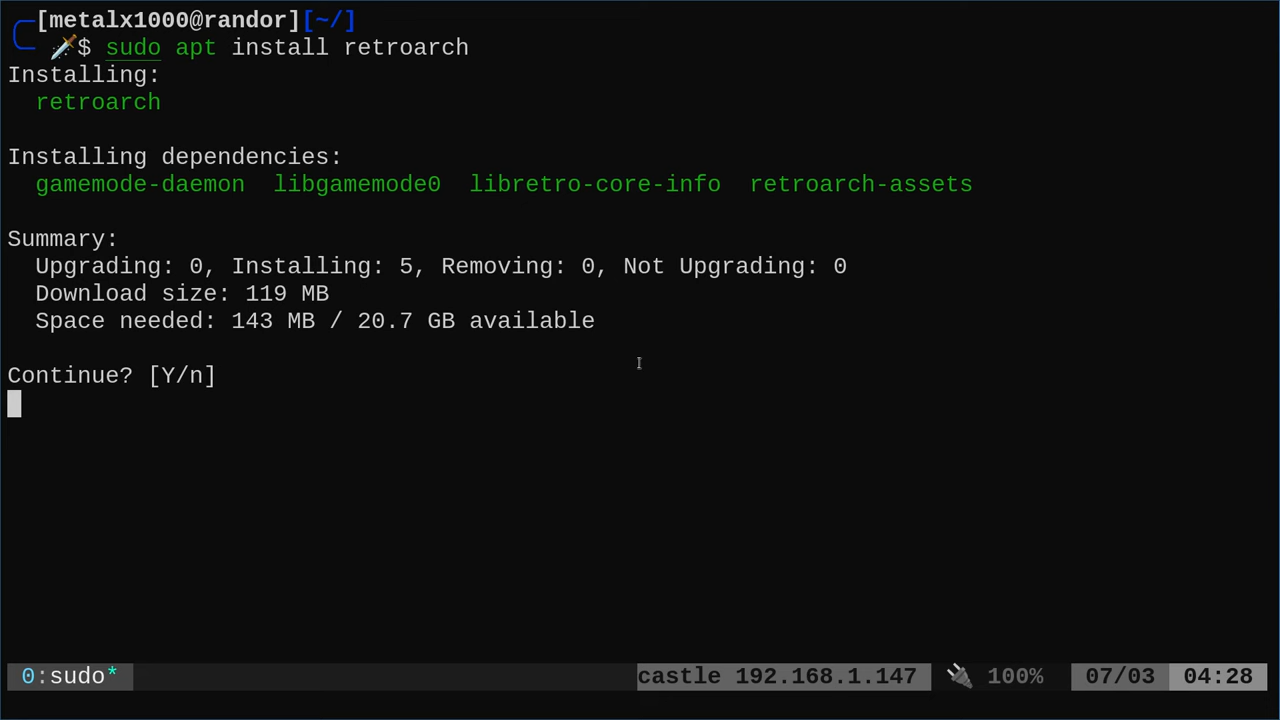 [metalx1000@randor][~/]
$ sudo apt install retroarch
Installing:
retroarch
Installing dependencies:
gamemode-daemon libgamemode0 libretro-core-info retroarch-assets
Summary:
Upgrading: 0, Installing: 5, Removing: 0, Not Upgrading: 0
Download size: 119 MB
Space needed: 143 MB / 20.7 GB available
Continue? [Y/n]
0:sudo* castle 192.168.1.147 100% 07/03 04:28